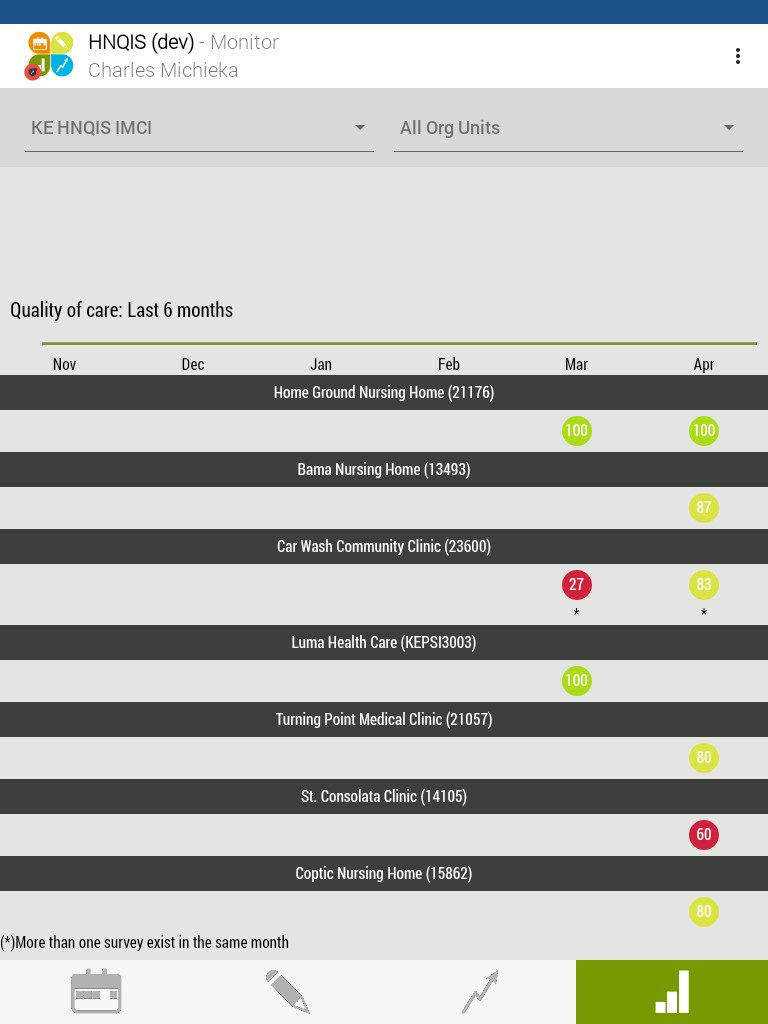 HNQIS (dev) - Monitor
Charles Michieka
KE HNQIS IMCI
All Org Units
Quality of care: Last 6 months
Nov Dec Jan Feb Mar Apr
Home Ground Nursing Home (21176)
100 100
Bama Nursing Home (13493)
87
Car Wash Community Clinic (23600)
27 83
* *
Luma Health Care (KEPSI3003)
100
Turning Point Medical Clinic (21057)
80
St. Consolata Clinic (14105)
60
Coptic Nursing Home (15862)
80
(*)More than one survey exist in the same month